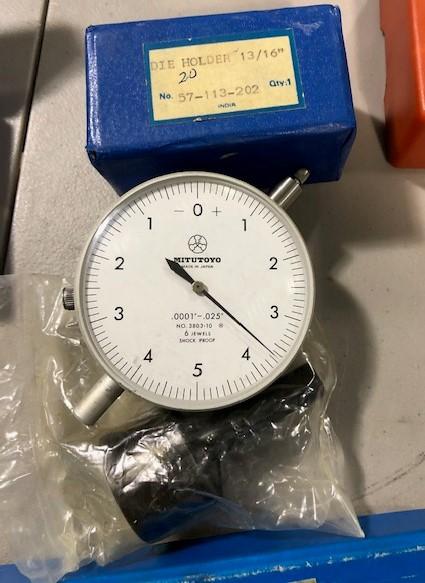 DIE HOLDER 13/16"
20
No. 57-113-202 Qty:1
INDIA
- 0 +
1 1
2 2
MITUTOYO
MADE IN JAPAN
3 3
.0001"-.025"
NO. 3803-10
6 JEWELS
SHOCK PROOF
4 4
5